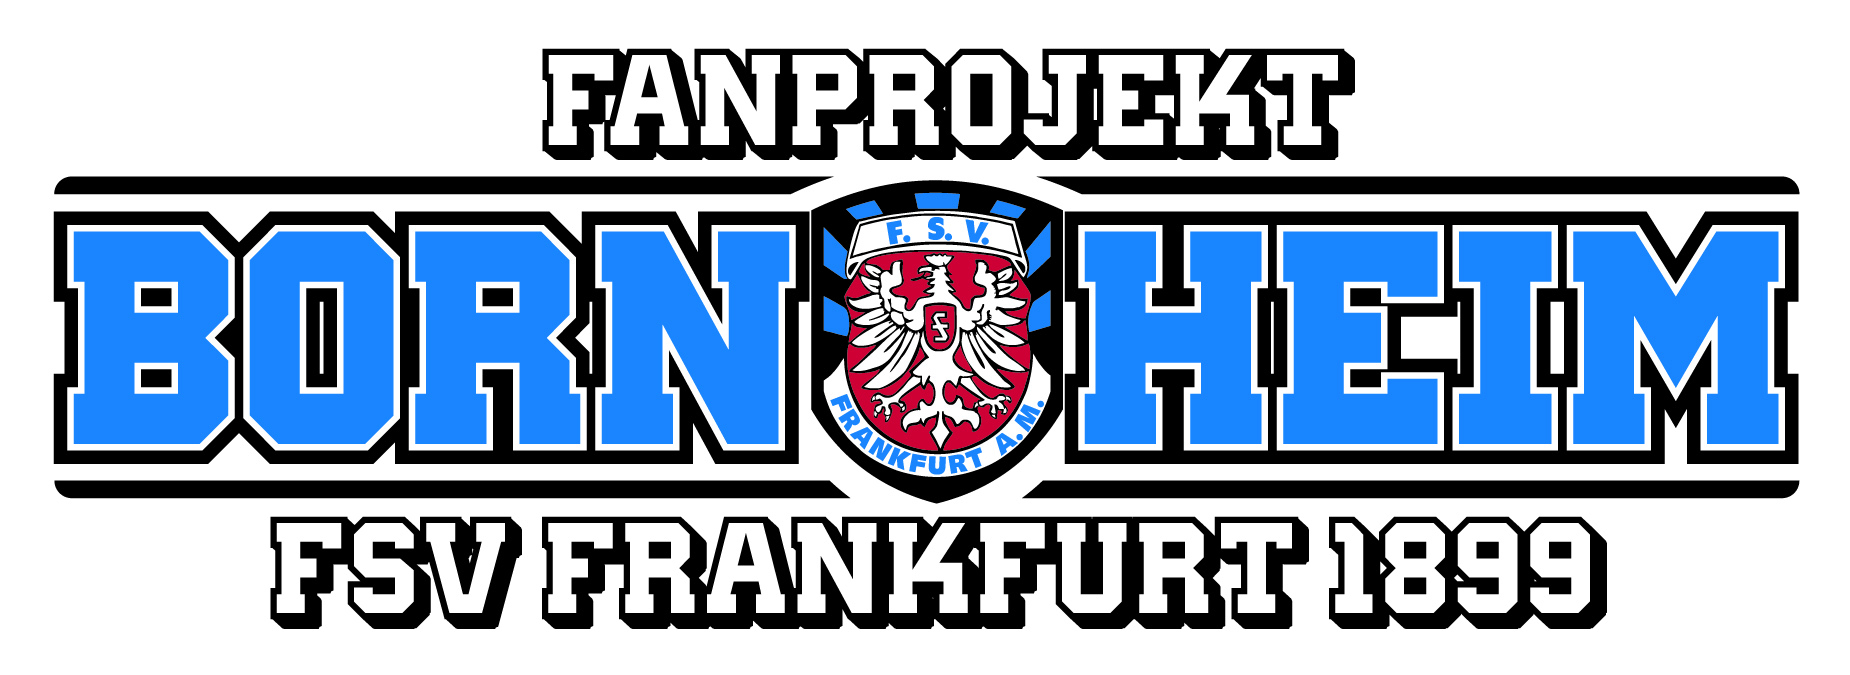 FANPROJEKT
BORN HEIM
F. S. V.
FRANKFURT A.M.
FSV FRANKFURT 1899